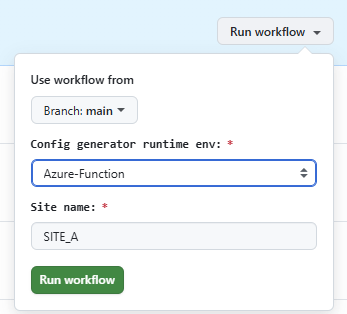 Run workflow
Use workflow from
Branch: main
Config generator runtime env: *
Azure-Function
Site name: *
SITE_A
Run workflow